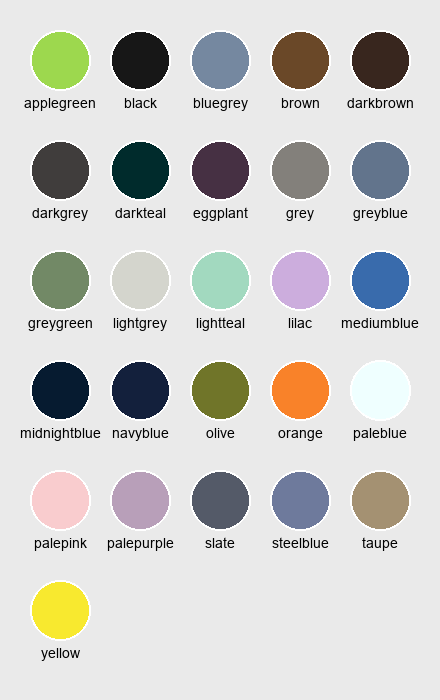 applegreen black bluegrey brown darkbrown
darkgrey darkteal eggplant grey greyblue
greygreen lightgrey lightteal lilac mediumblue
midnightblue navyblue olive orange paleblue
palepink palepurple slate steelblue taupe
yellow